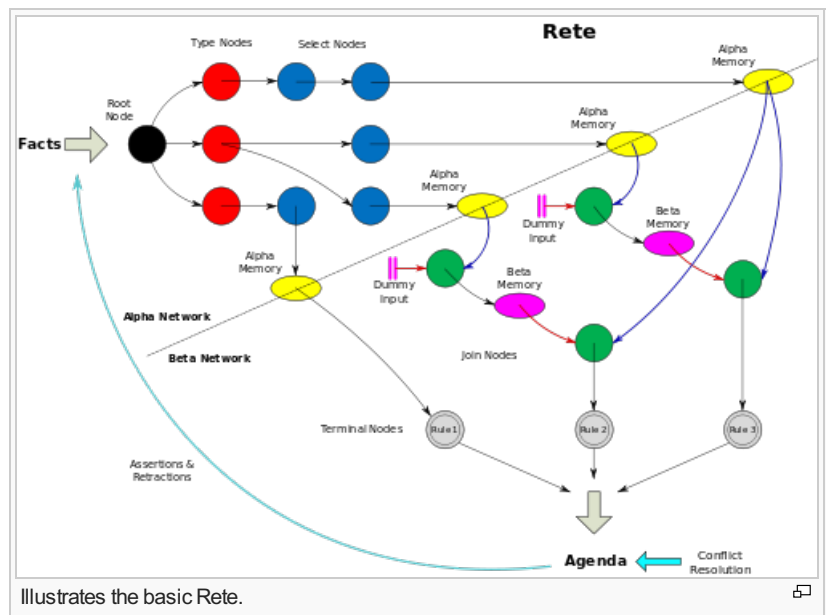 Rete
Type Nodes
Select Nodes
Alpha
Memory
Root
Node
Facts
Alpha
Memory
Alpha
Memory
Dummy
Input
Beta
Memory
Alpha
Memory
Dummy
Input
Beta
Memory
Alpha Network
Beta Network
Join Nodes
Terminal Nodes
Rule 1
Rule 2
Rule 3
Assertions &
Retractions
Agenda
Conflict
Resolution
Illustrates the basic Rete.